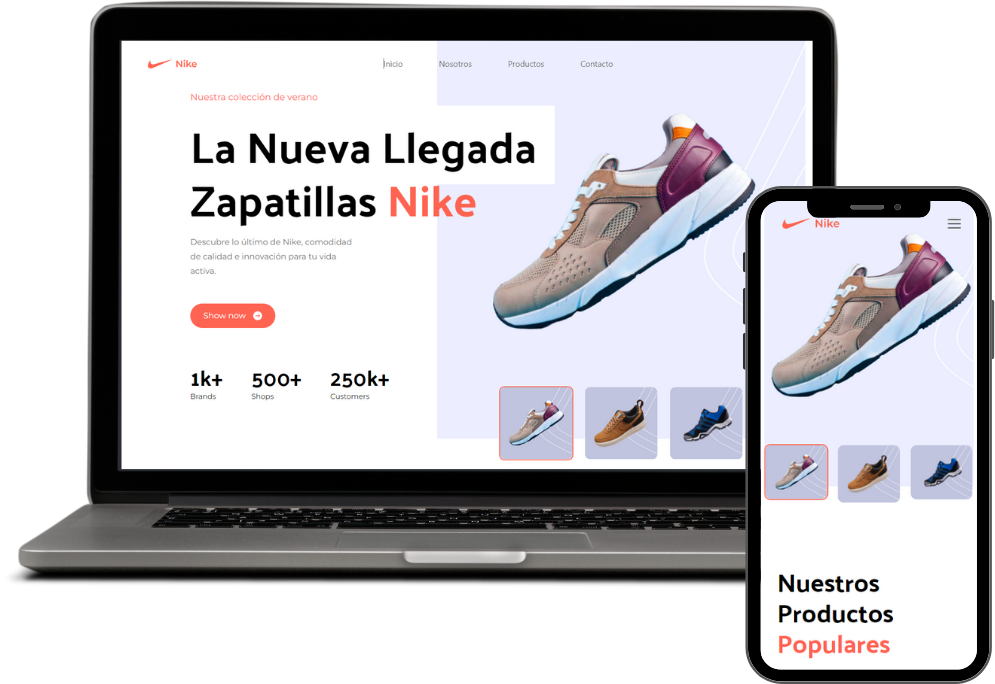 Nike
Inicio Nosotros Productos Contacto
Nuestra colección de verano
La Nueva Llegada
Zapatillas Nike
Descubre lo último de Nike, comodidad
de calidad e innovación para tu vida
activa.
Show now
1k+ 500+ 250k+
Brands Shops Customers
Nike
Nuestros
Productos
Populares